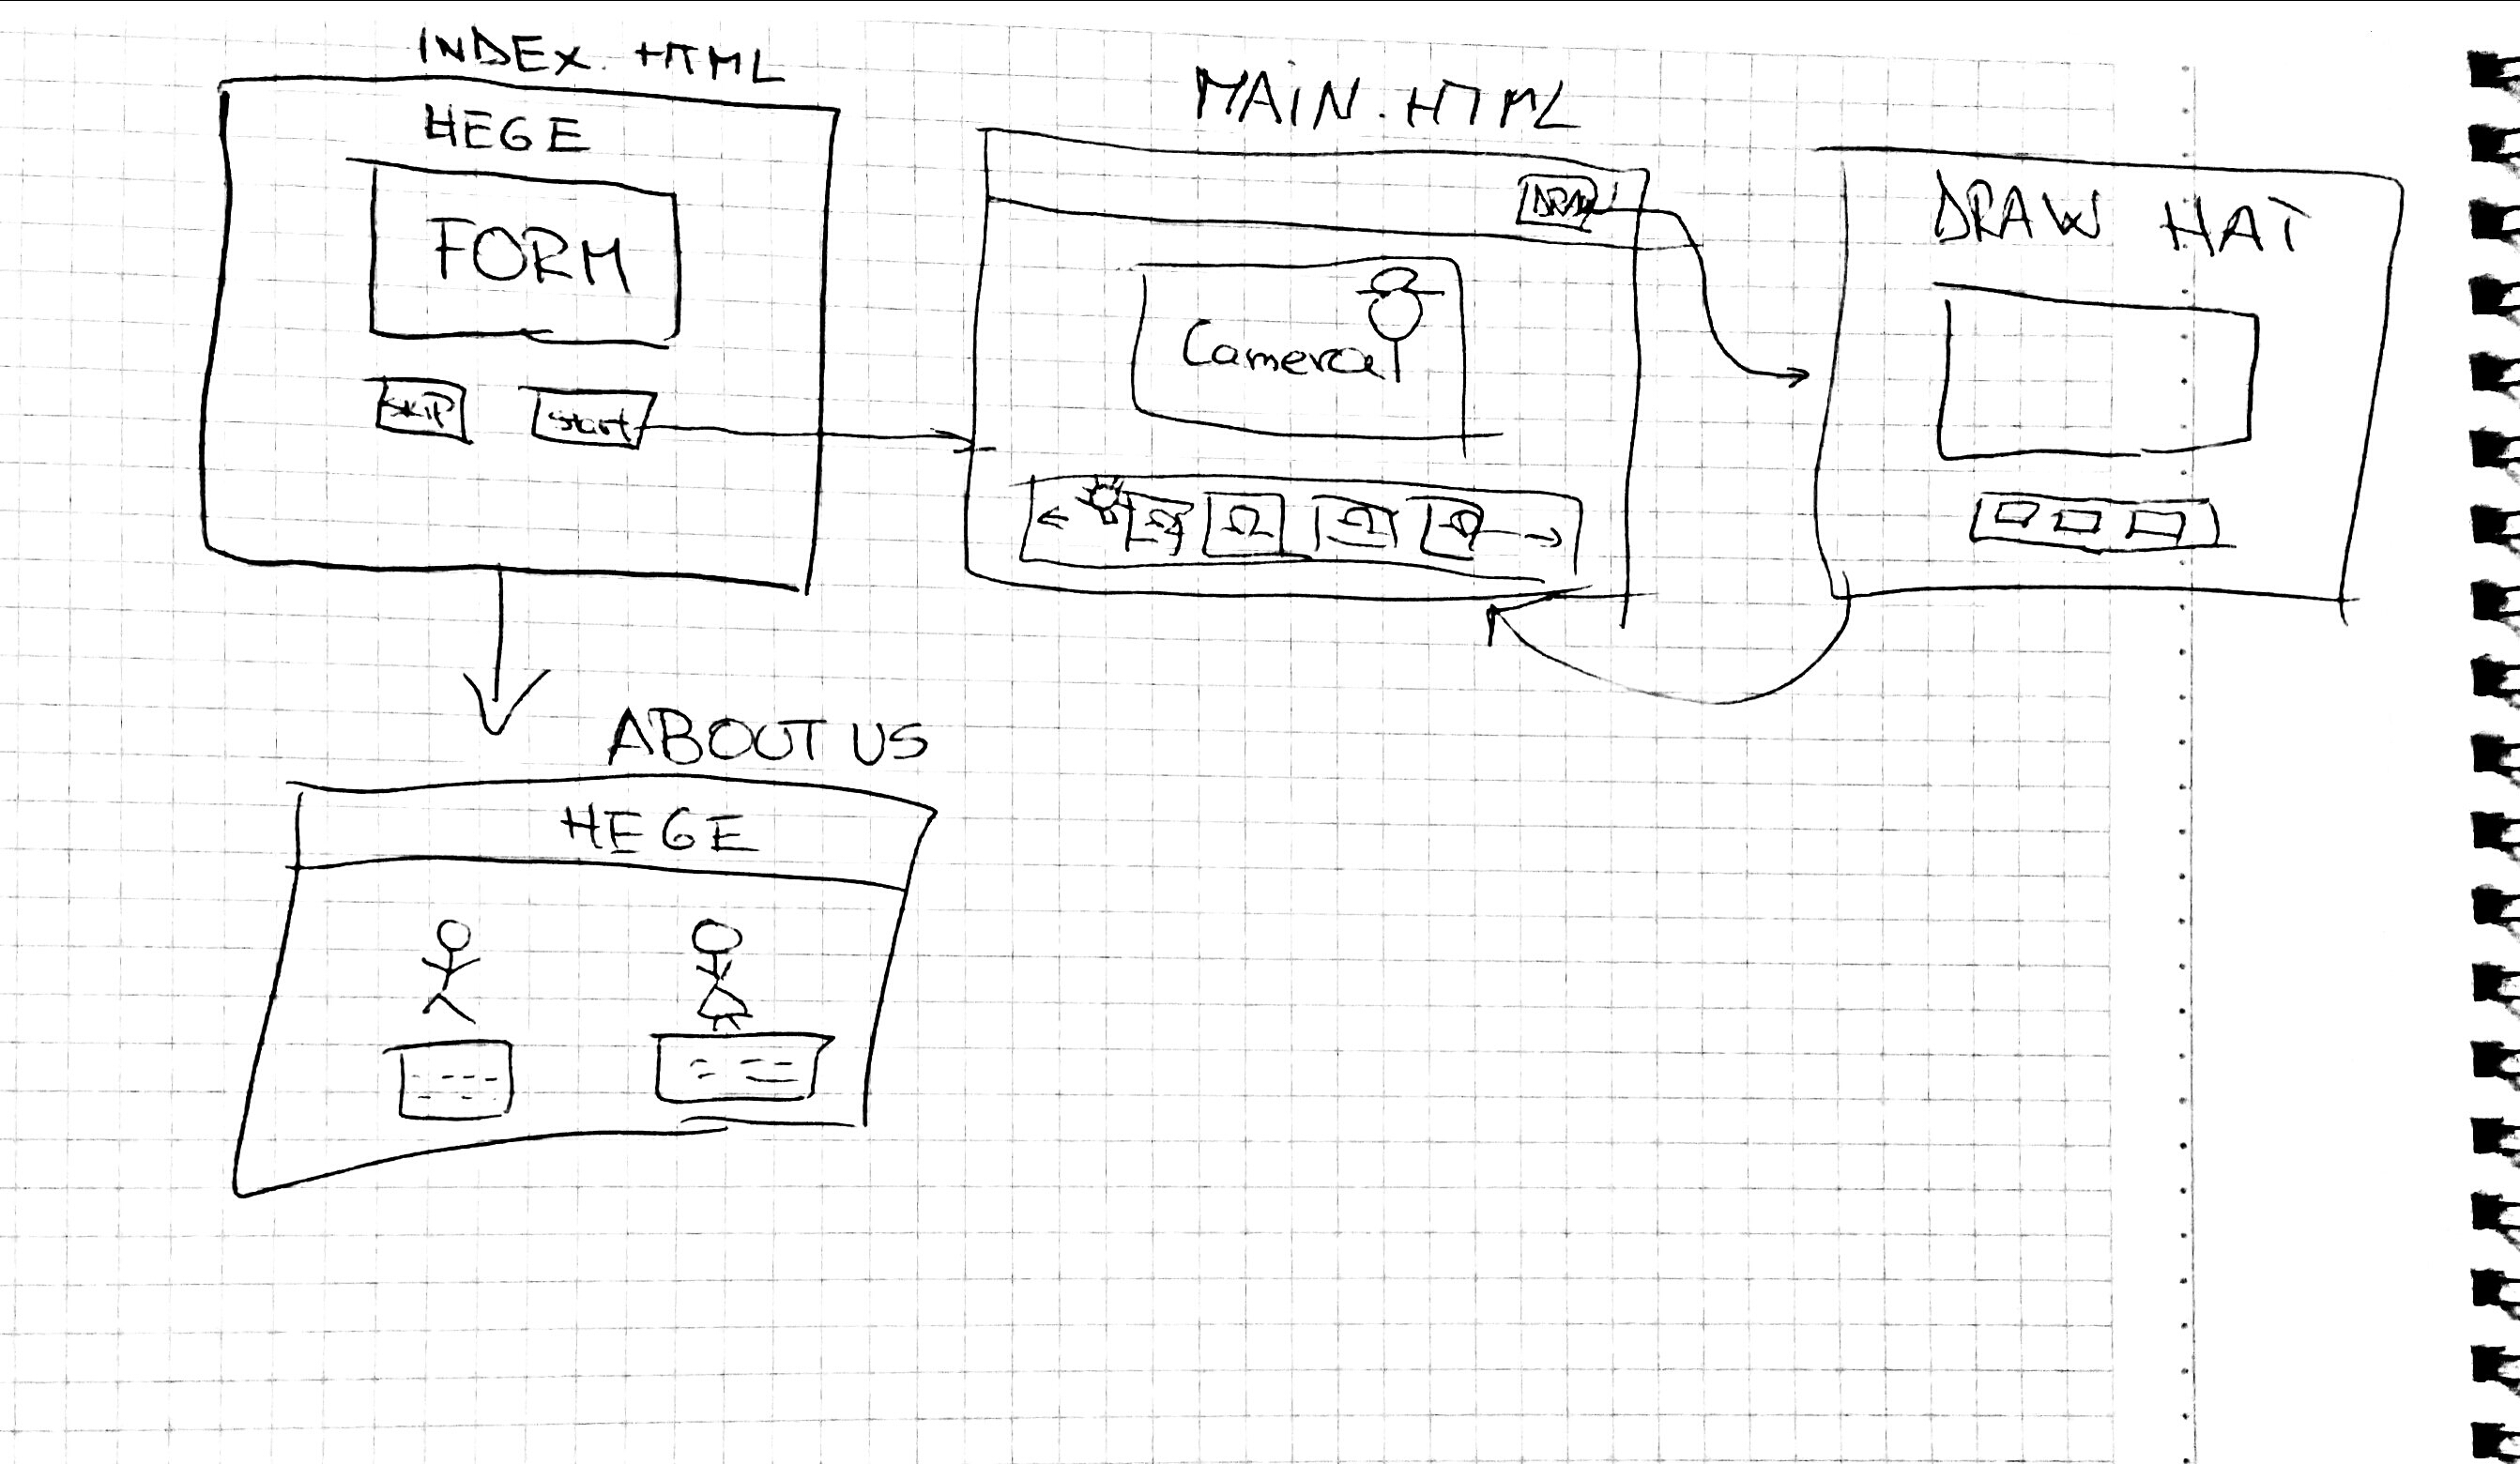 INDEX.HTML
HEGE
FORM
SKIP
start
MAIN.HTML
DRAW
Camera
DRAW HAT
ABOUT US
HEGE